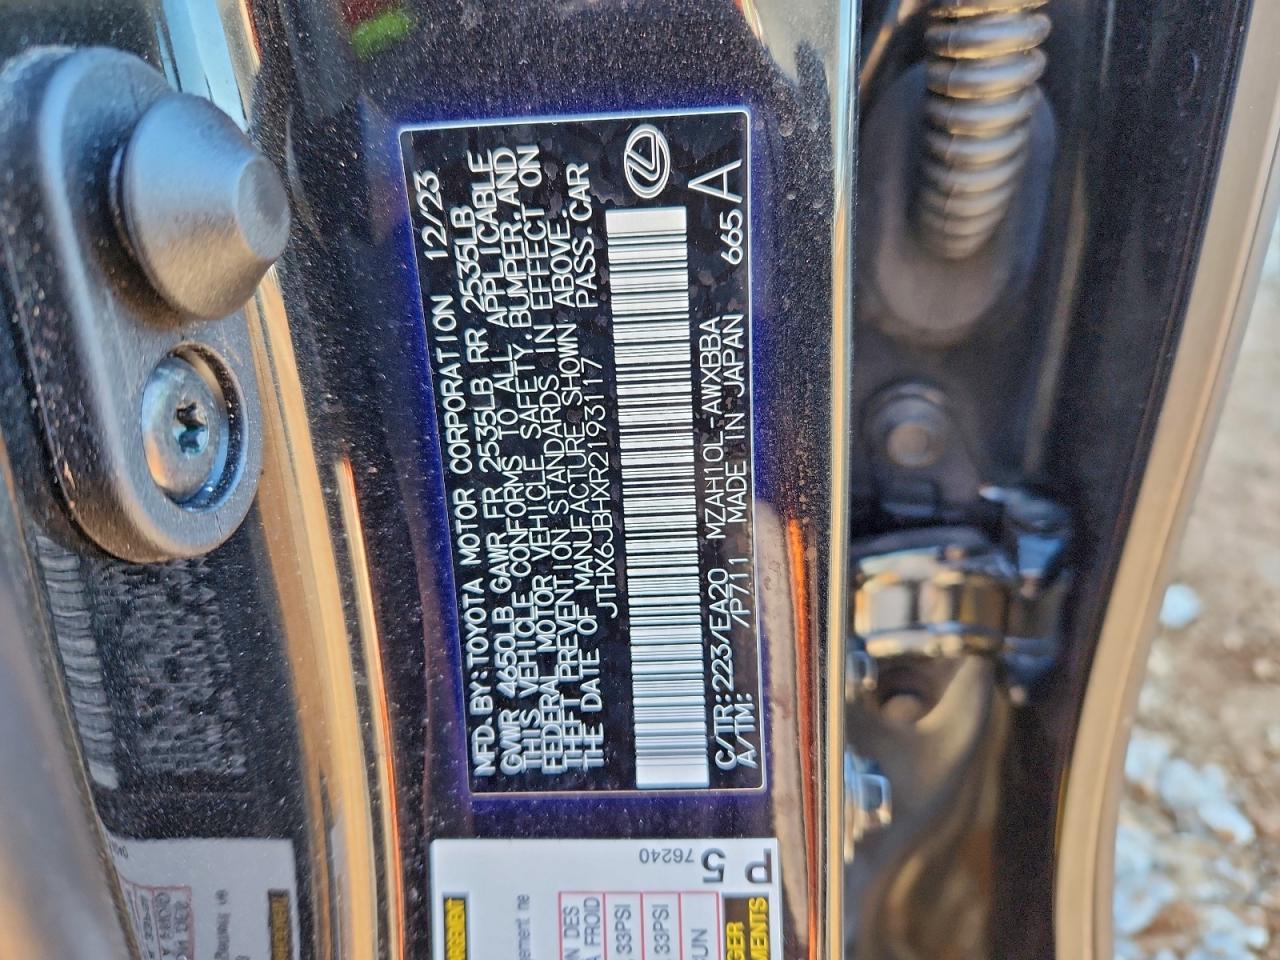 MFD.BY:TOYOTA MOTOR CORPORATION 12/23
GVWR 4650LB GAWR FR 2535LB RR 2535LB
THIS VEHICLE CONFORMS TO ALL APPLICABLE
FEDERAL MOTOR VEHICLE SAFETY,BUMPER,AND
THEFT PREVENTION STANDARDS IN EFFECT ON
THE DATE OF MANUFACTURE SHOWN ABOVE.
JTHX6JBHXR2193117 PASS.CAR
C/TR:223/EA20 MZAH10L-AWXBBA 665
A/TM: /P711 MADE IN JAPAN A
P 5
76240
33PSI
33PSI